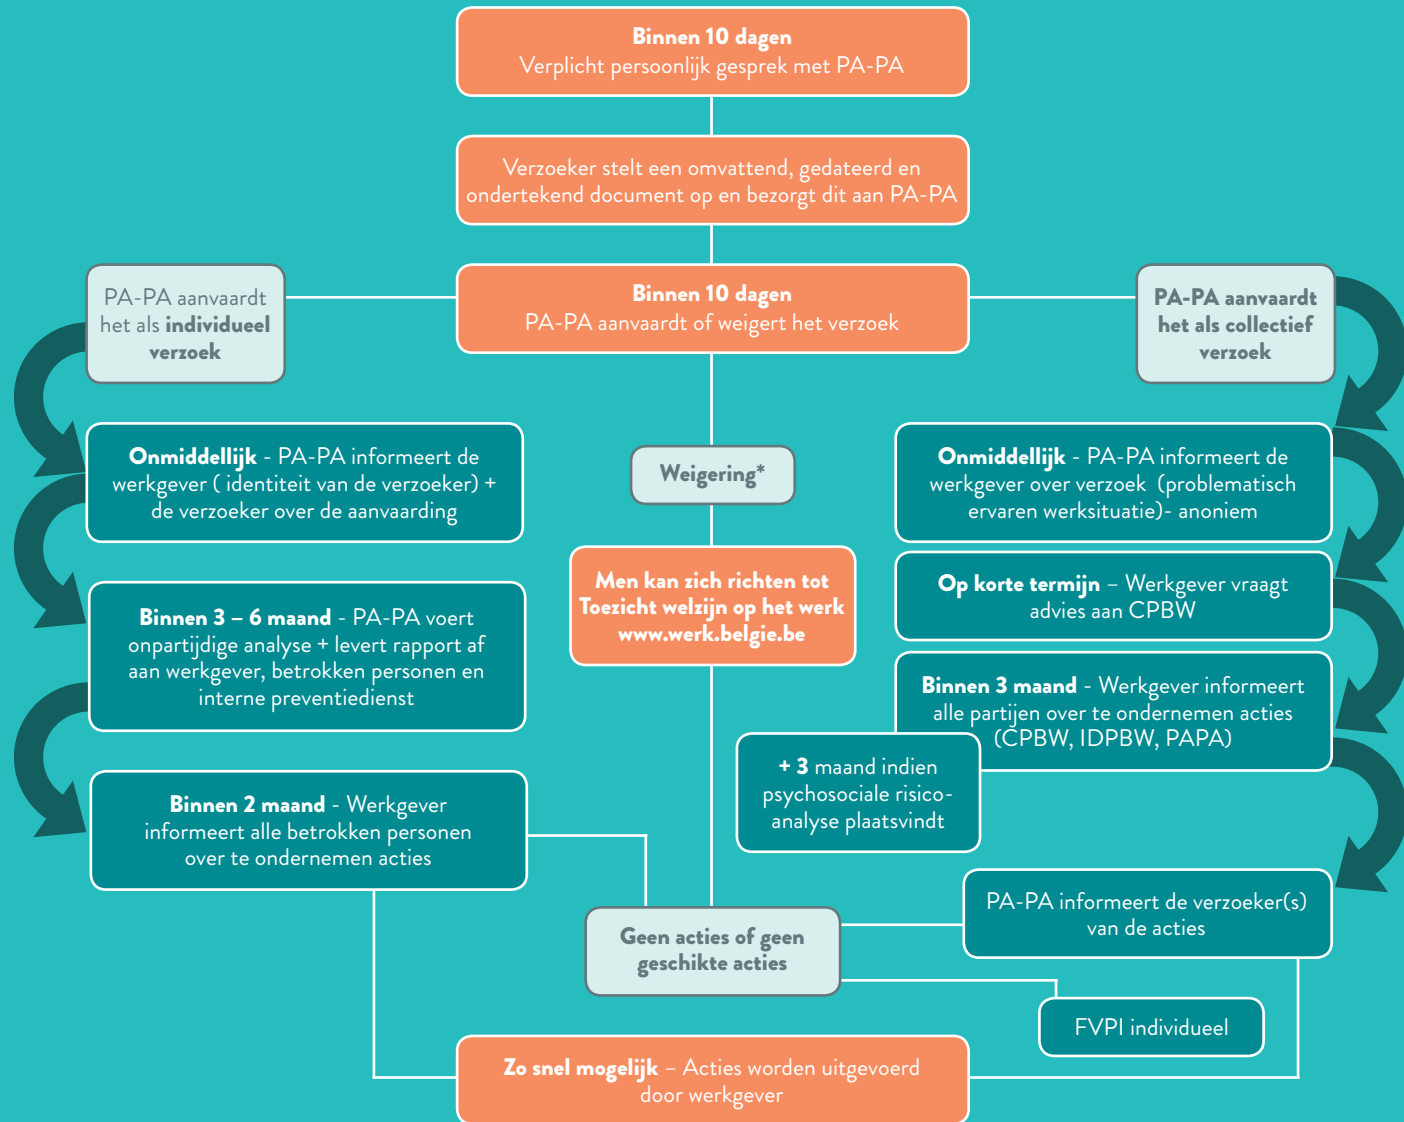 Binnen 10 dagen
Verplicht persoonlijk gesprek met PA-PA
Verzoeker stelt een omvattend, gedateerd en
ondertekend document op en bezorgt dit aan PA-PA
Binnen 10 dagen
PA-PA aanvaardt of weigert het verzoek
PA-PA aanvaardt
het als individueel
verzoek
PA-PA aanvaardt
het als collectief
verzoek
Onmiddellijk - PA-PA informeert de
werkgever ( identiteit van de verzoeker) +
de verzoeker over de aanvaarding
Binnen 3 – 6 maand - PA-PA voert
onpartijdige analyse + levert rapport af
aan werkgever, betrokken personen en
interne preventiedienst
Binnen 2 maand - Werkgever
informeert alle betrokken personen
over te ondernemen acties
Weigering*
Men kan zich richten tot
Toezicht welzijn op het werk
www.werk.belgie.be
Onmiddellijk - PA-PA informeert de
werkgever over verzoek (problematisch
ervaren werksituatie)- anoniem
Op korte termijn – Werkgever vraagt
advies aan CPBW
Binnen 3 maand - Werkgever informeert
alle partijen over te ondernemen acties
(CPBW, IDPBW, PAPA)
+ 3 maand indien
psychosociale risico-
analyse plaatsvindt
PA-PA informeert de verzoeker(s)
van de acties
Geen acties of geen
geschikte acties
FVPI individueel
Zo snel mogelijk – Acties worden uitgevoerd
door werkgever